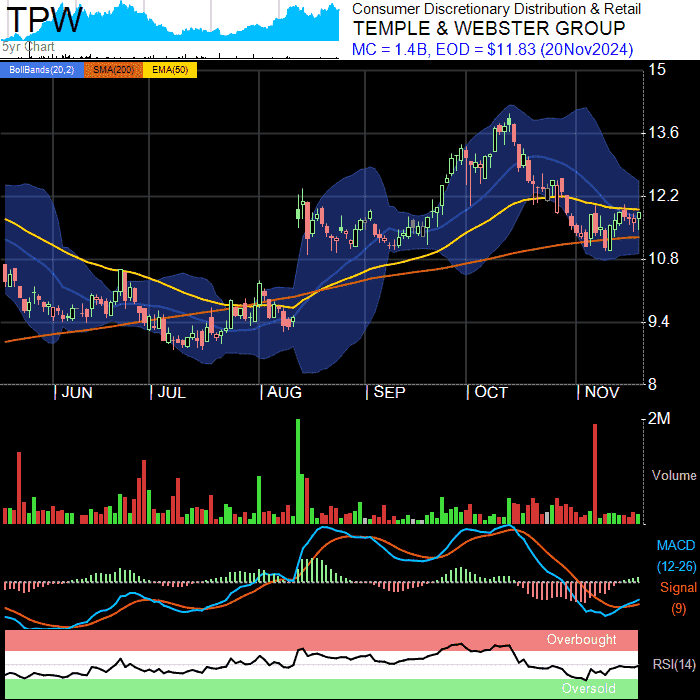 TPW
5yr Chart
Consumer Discretionary Distribution & Retail
TEMPLE & WEBSTER GROUP
MC = 1.4B, EOD = $11.83 (20Nov2024)
BollBands(20,2) SMA(200) EMA(50)
15
13.6
12.2
10.8
9.4
8
JUN JUL AUG SEP OCT NOV
2M
Volume
MACD
(12-26)
Signal
(9)
Overbought
RSI(14)
Oversold